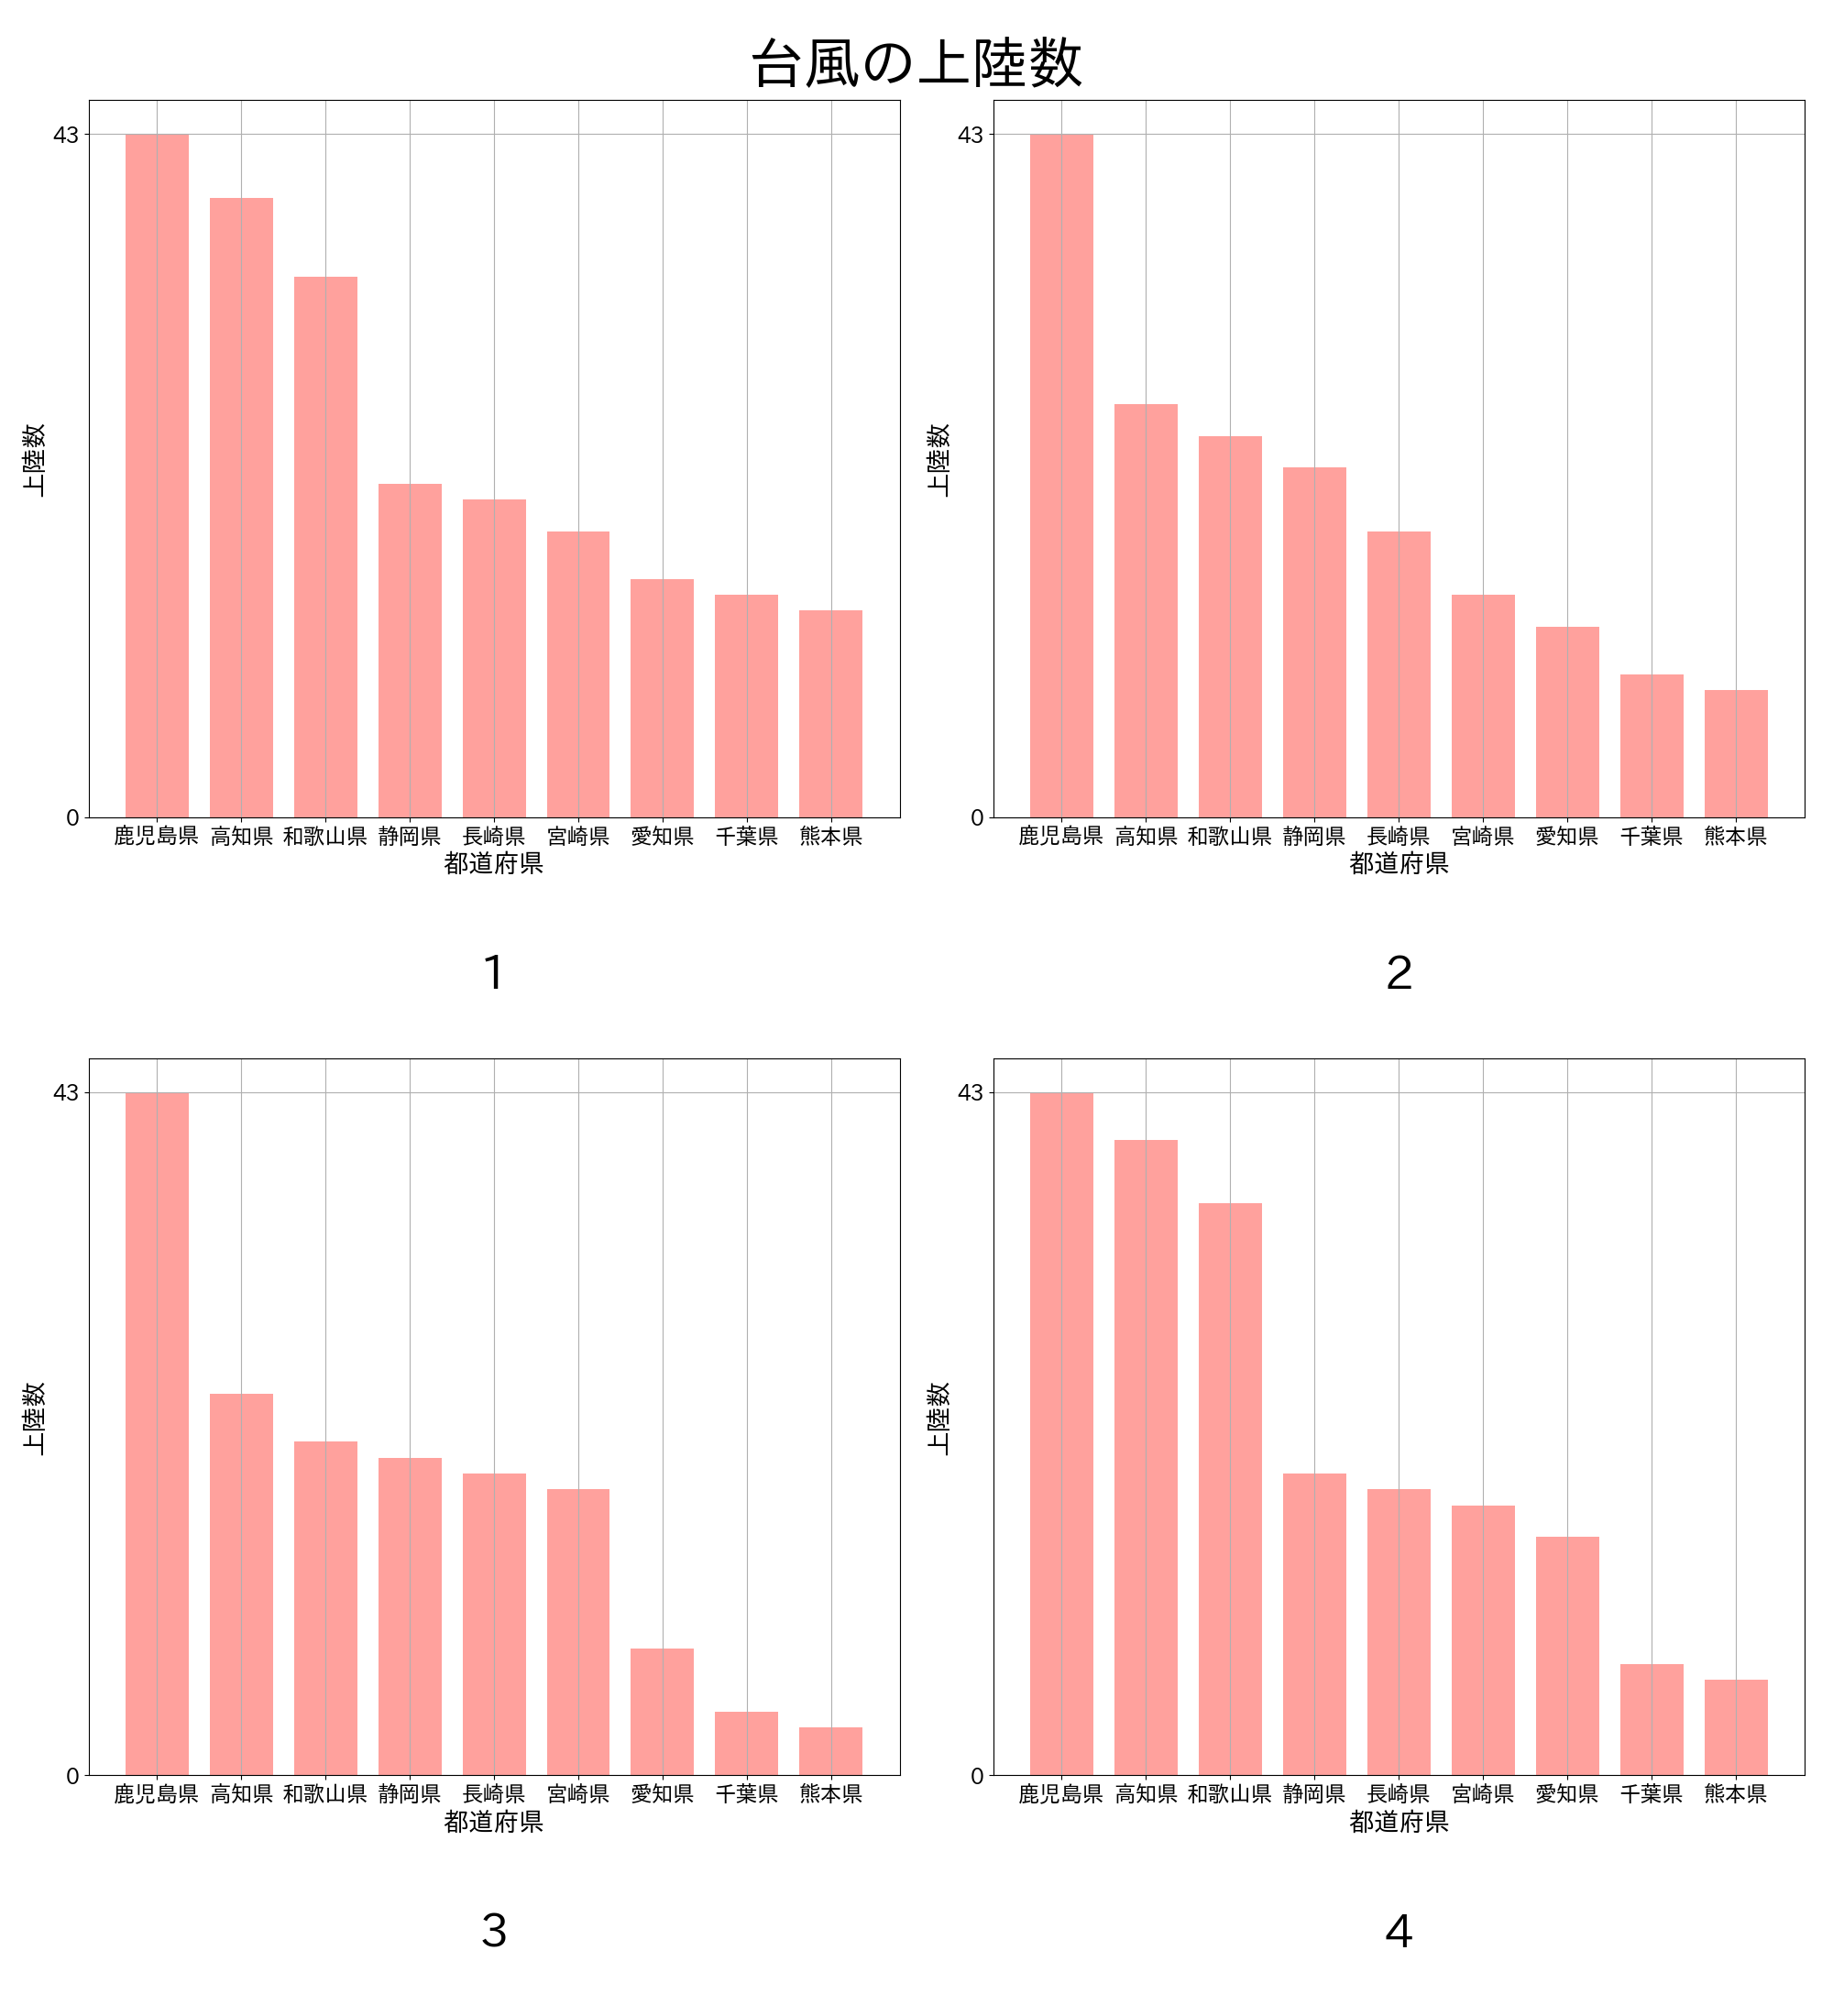 台風の上陸数
43
0
上陸数
鹿児島県 高知県 和歌山県 静岡県 長崎県 宮崎県 愛知県 千葉県 熊本県
都道府県
1
43
0
上陸数
鹿児島県 高知県 和歌山県 静岡県 長崎県 宮崎県 愛知県 千葉県 熊本県
都道府県
2
43
0
上陸数
鹿児島県 高知県 和歌山県 静岡県 長崎県 宮崎県 愛知県 千葉県 熊本県
都道府県
3
43
0
上陸数
鹿児島県 高知県 和歌山県 静岡県 長崎県 宮崎県 愛知県 千葉県 熊本県
都道府県
4